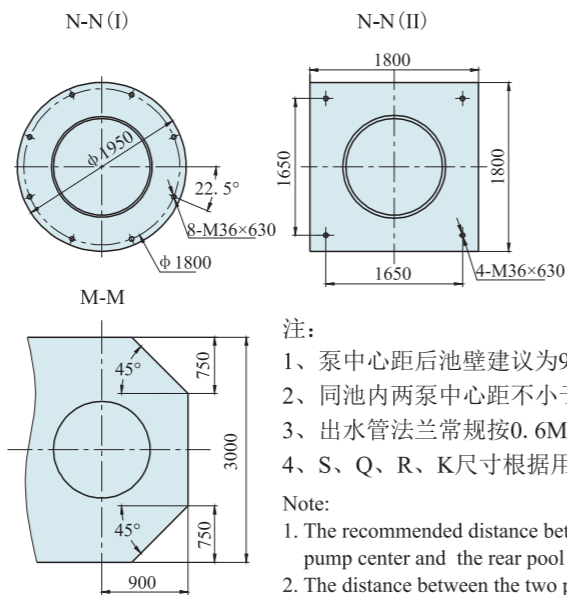 N-N (I)
N-N (II)
φ1950
22. 5°
8-M36×630
φ1800
1800
1650
1800
1650
4-M36×630
M-M
45°
750
3000
45°
750
900
注:
1、泵中心距后池壁建议为9
2、同池内两泵中心距不小于
3、出水管法兰常规按0. 6M
4、S、Q、R、K尺寸根据用
Note:
1. The recommended distance bet
pump center and the rear pool
2. The distance between the two p